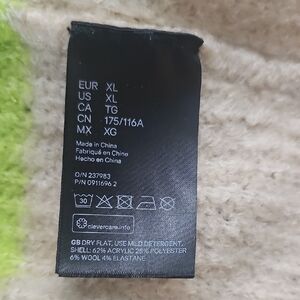 EUR XL
US XL
CA TG
CN 175/116A
MX XG
Made in China
Fabriqué en Chine
Hecho en China
O/N 237983
P/N 0911696 2
30
clevercare.info
GB DRY FLAT, USE MILD DETERGENT.
SHELL: 62% ACRYLIC 28% POLYESTER
6% WOOL 4% ELASTANE